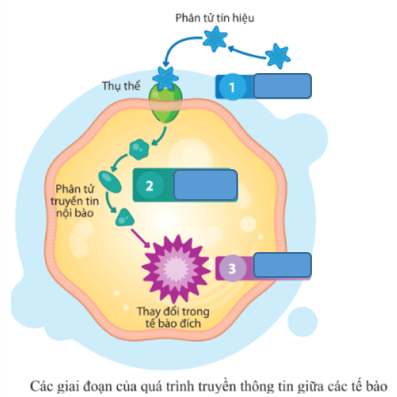 Phân tử tín hiệu
Thụ thể
1
Phân tử
truyền tin
nội bào
2
3
Thay đổi trong
tế bào đích
Các giai đoạn của quá trình truyền thông tin giữa các tế bào